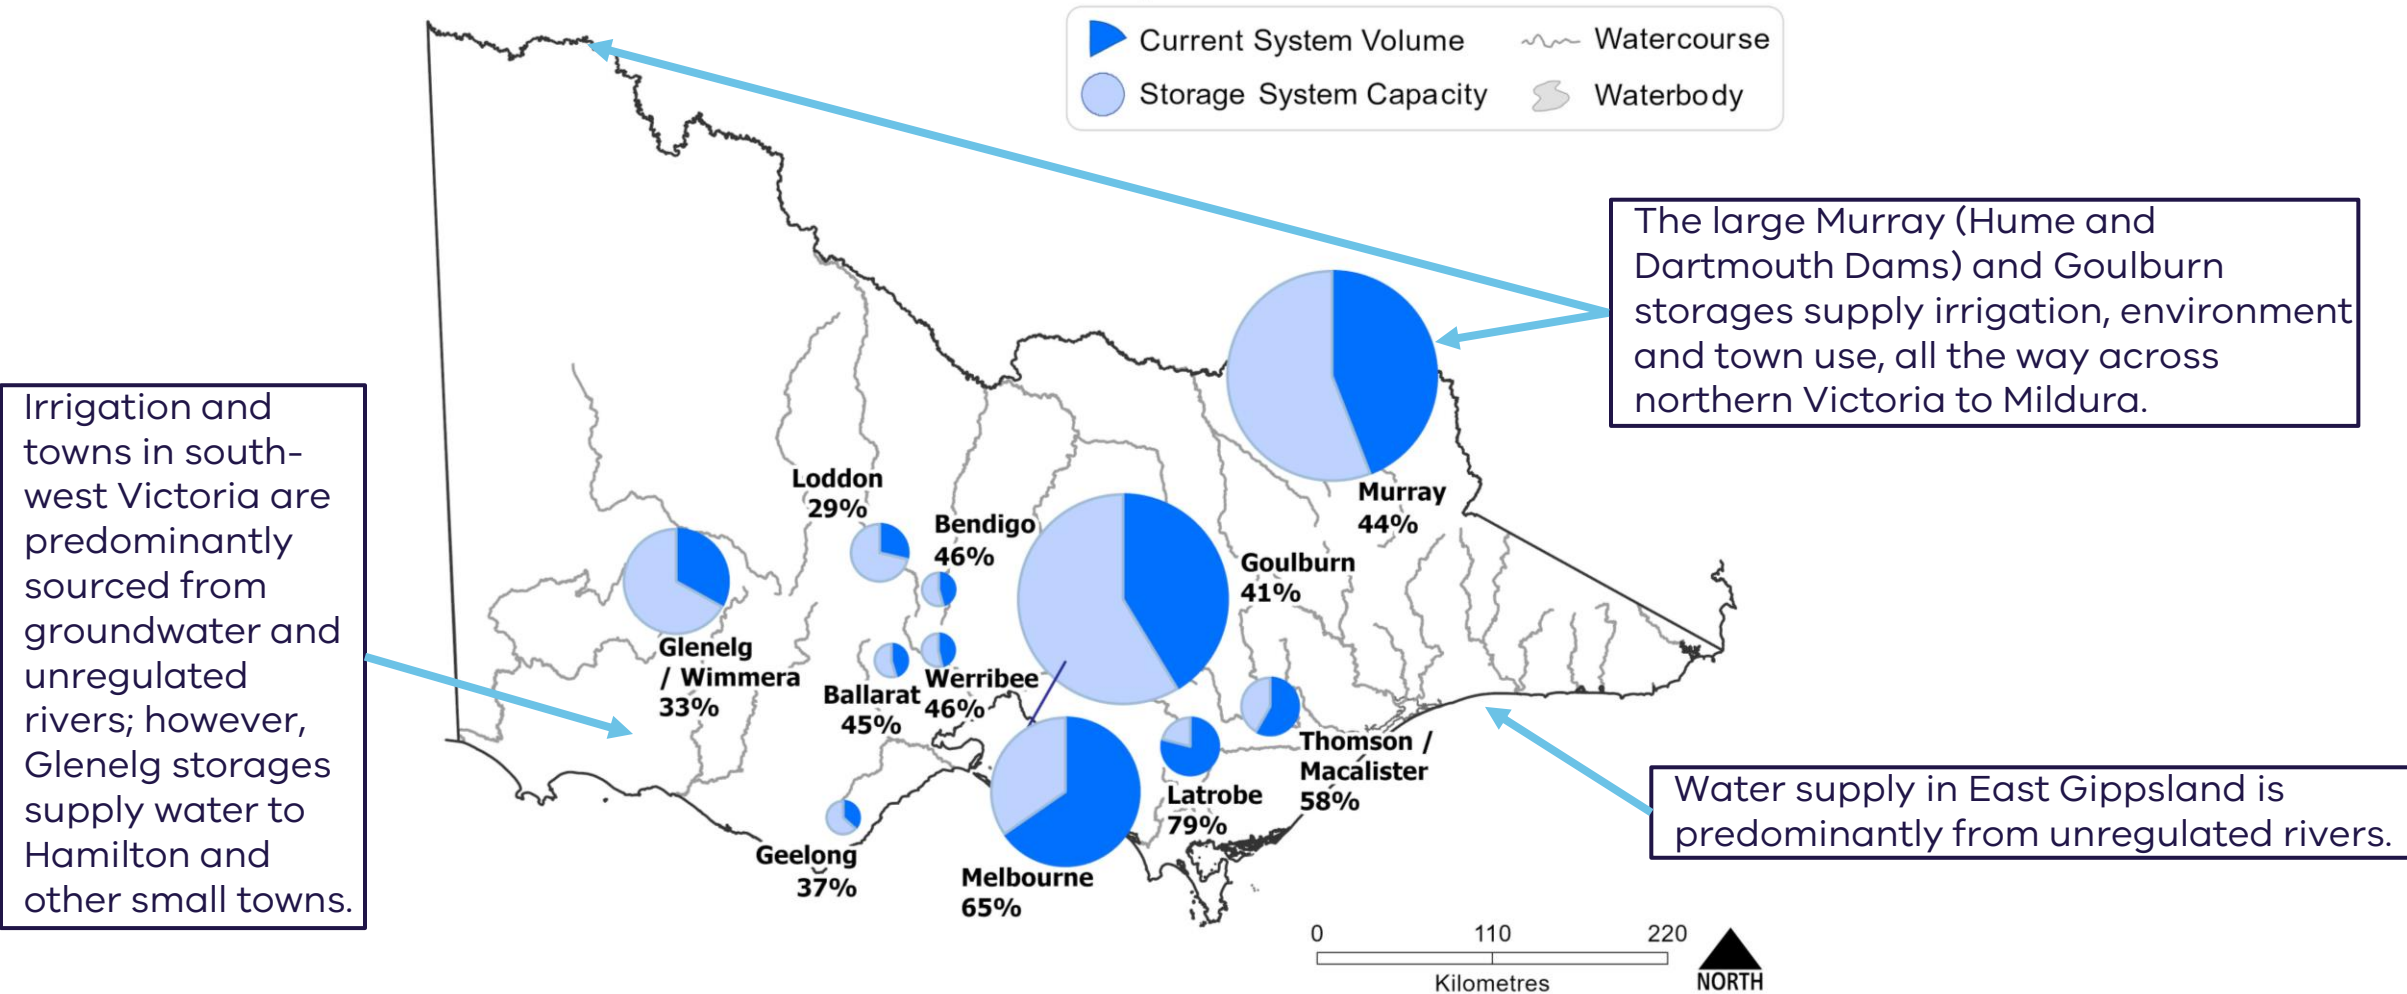 Current System Volume
Watercourse
Storage System Capacity
Waterbody
The large Murray (Hume and
Dartmouth Dams) and Goulburn
storages supply irrigation, environment
and town use, all the way across
northern Victoria to Mildura.
Irrigation and
towns in south-
west Victoria are
predominantly
sourced from
groundwater and
unregulated
rivers; however,
Glenelg storages
supply water to
Hamilton and
other small towns.
Loddon
29%
Bendigo
46%
Murray
44%
Goulburn
41%
Glenelg
/ Wimmera
33%
Ballarat
45%
Werribee
46%
Thomson /
Macalister
58%
Latrobe
79%
Geelong
37%
Melbourne
65%
Water supply in East Gippsland is
predominantly from unregulated rivers.
0 110 220
Kilometres
NORTH